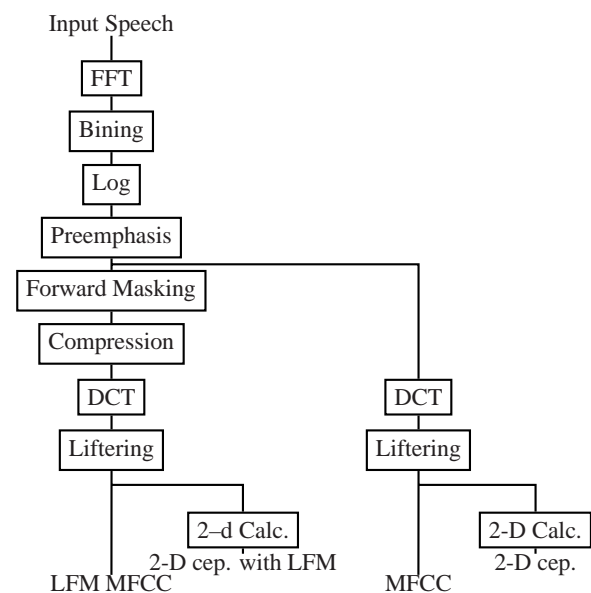 Input Speech
FFT
Bining
Log
Preemphasis
Forward Masking
Compression
DCT
DCT
Liftering
Liftering
2–d Calc.
2-D Calc.
2-D cep. with LFM
2-D cep.
LFM MFCC
MFCC